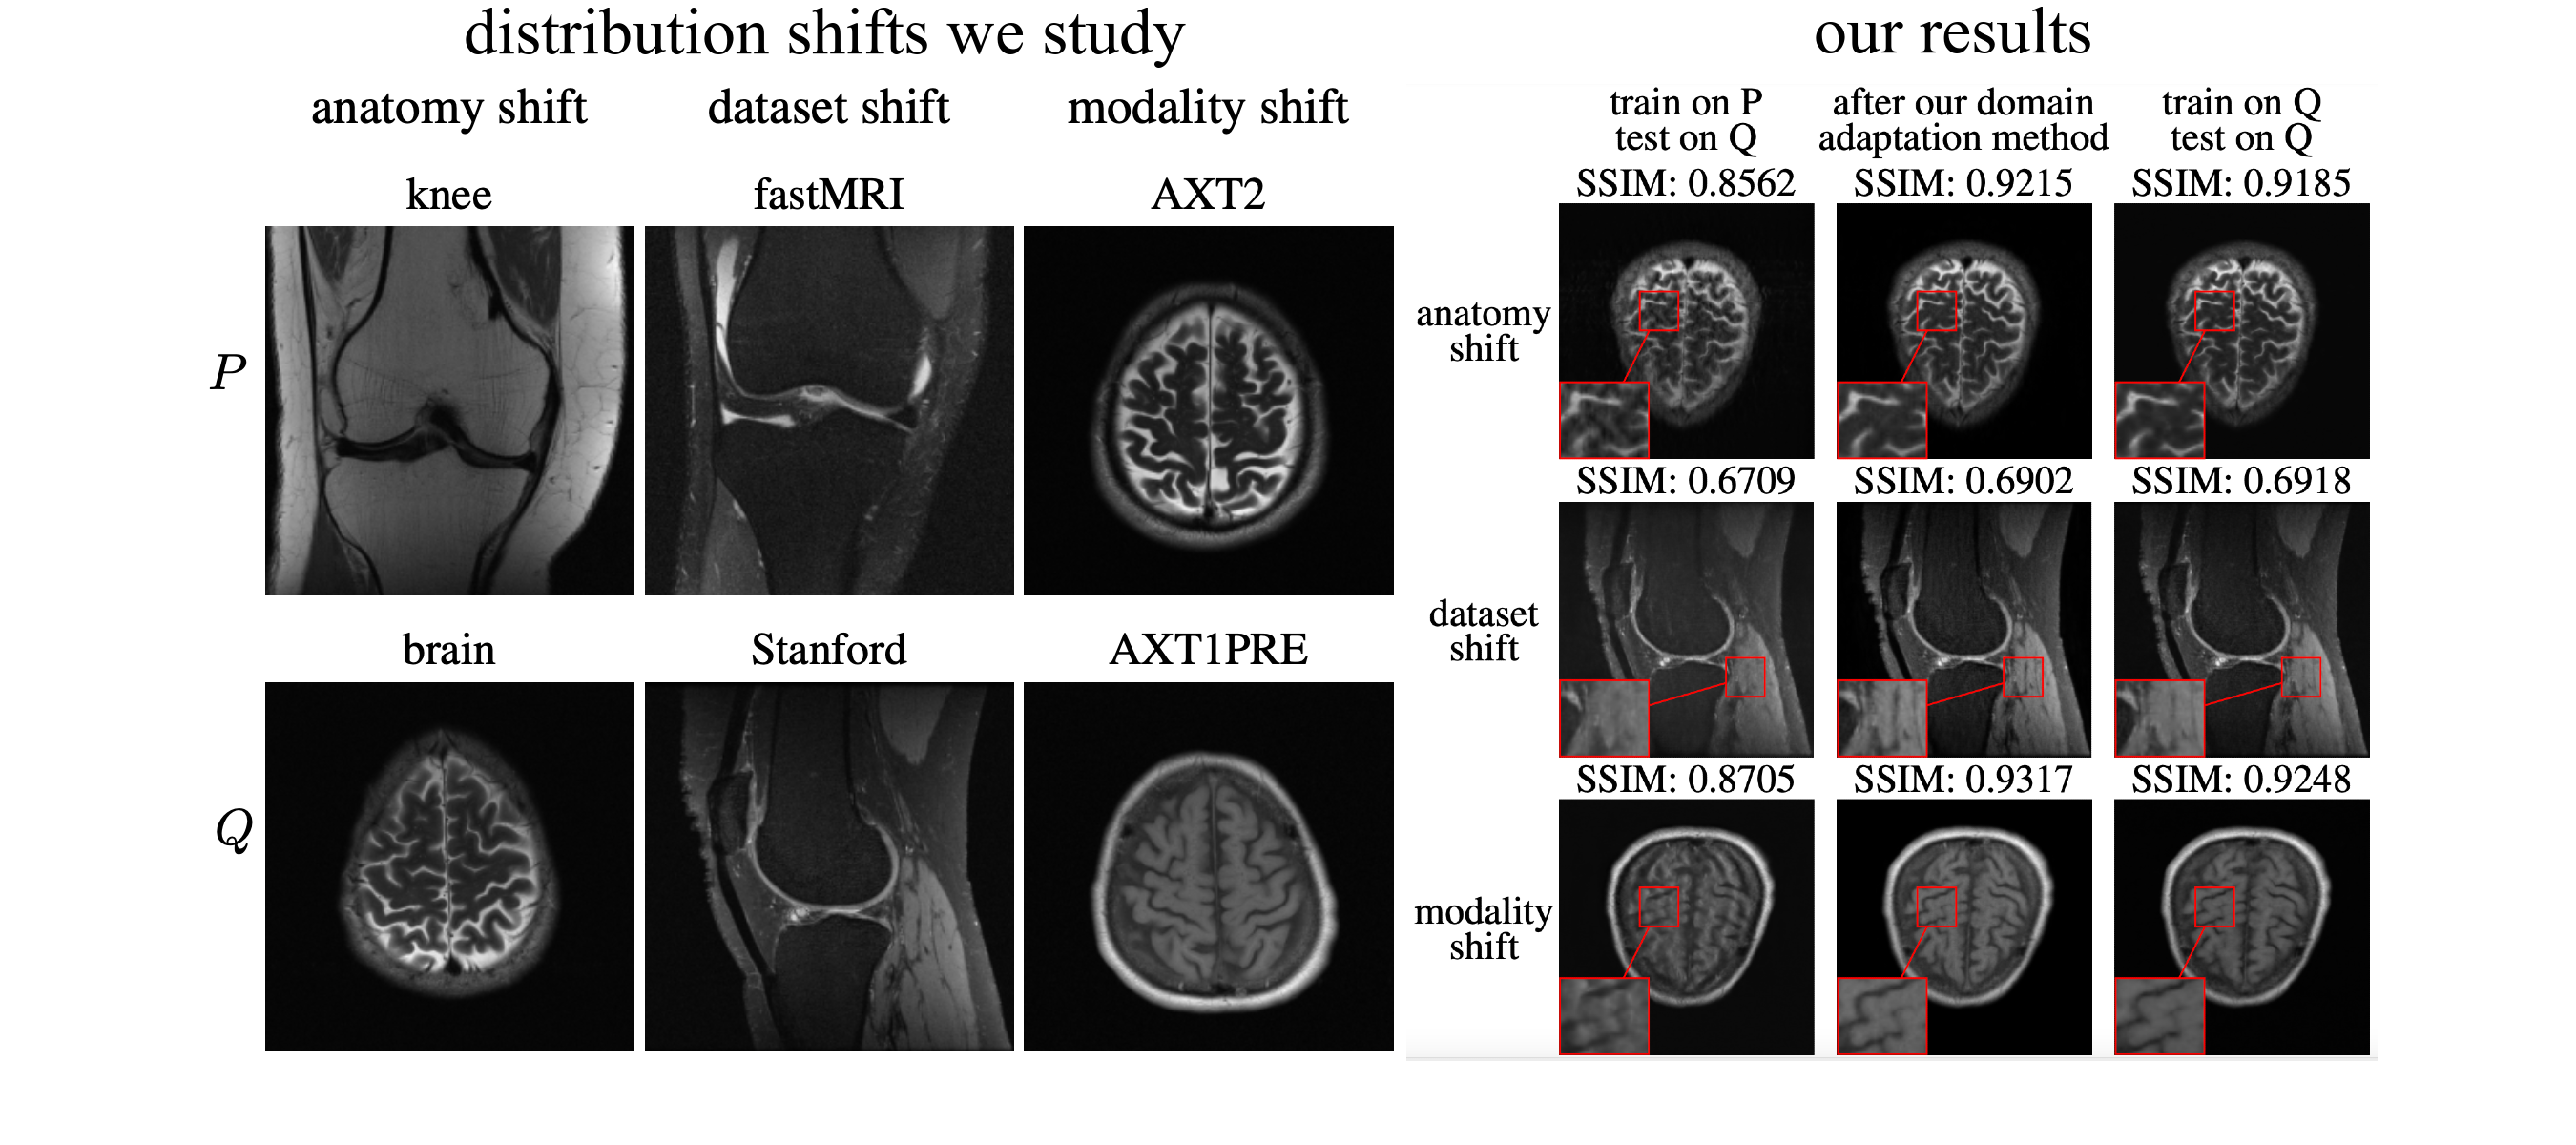 distribution shifts we study
anatomy shift dataset shift modality shift
knee fastMRI AXT2
P
brain Stanford AXT1PRE
Q
our results
train on P after our domain train on Q
test on Q adaptation method test on Q
SSIM: 0.8562 SSIM: 0.9215 SSIM: 0.9185
anatomy
shift
SSIM: 0.6709 SSIM: 0.6902 SSIM: 0.6918
dataset
shift
SSIM: 0.8705 SSIM: 0.9317 SSIM: 0.9248
modality
shift